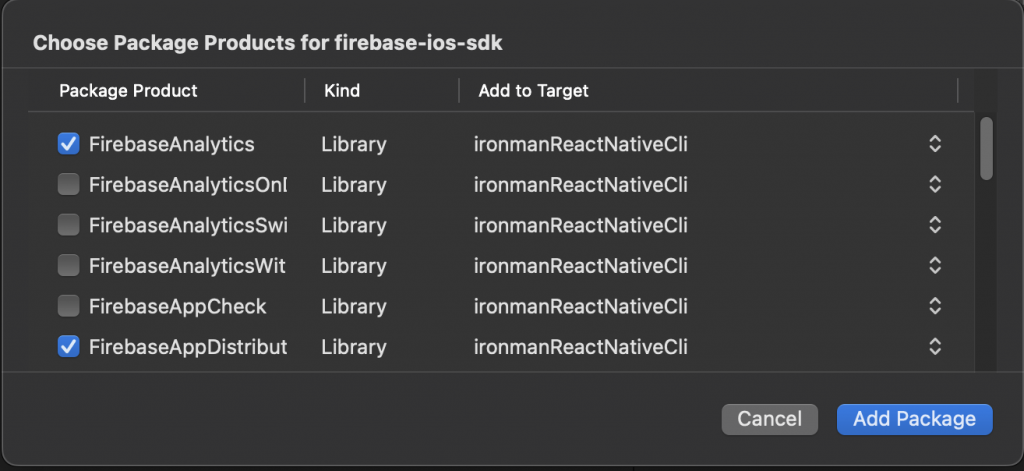 Choose Package Products for firebase-ios-sdk
Package Product Kind Add to Target
FirebaseAnalytics Library ironmanReactNativeCli
FirebaseAnalyticsOnD Library ironmanReactNativeCli
FirebaseAnalyticsSwi Library ironmanReactNativeCli
FirebaseAnalyticsWit Library ironmanReactNativeCli
FirebaseAppCheck Library ironmanReactNativeCli
FirebaseAppDistribut Library ironmanReactNativeCli
Cancel Add Package